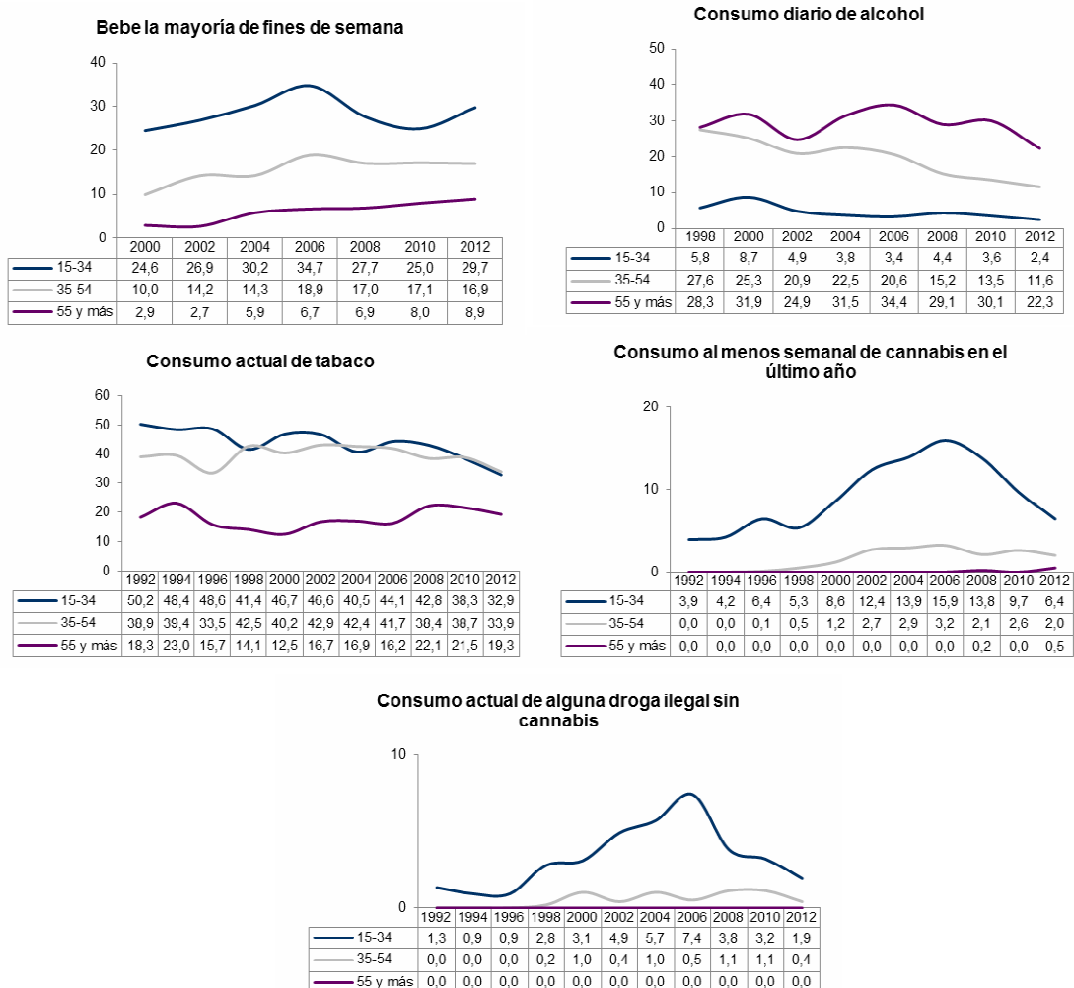 Bebe la mayoría de fines de semana
40
30
20
10
0
2000 2002 2004 2006 2008 2010 2012
15-34 24,6 26,9 30,2 34,7 27,7 25,0 29,7
35-54 10,0 14,2 14,3 18,9 17,0 17,1 16,9
55 y más 2,9 2,7 5,9 6,7 6,9 8,0 8,9
Consumo diario de alcohol
50
40
30
20
10
0
1998 2000 2002 2004 2006 2008 2010 2012
15-34 5,8 8,7 4,9 3,8 3,4 4,4 3,6 2,4
35-54 27,6 25,3 20,9 22,5 20,6 15,2 13,5 11,6
55 y más 28,3 31,9 24,9 31,5 34,4 29,1 30,1 22,3
Consumo actual de tabaco
60
50
40
30
20
10
0
1992 1994 1996 1998 2000 2002 2004 2006 2008 2010 2012
15-34 50,2 48,4 48,6 41,4 46,7 46,6 40,5 44,1 42,8 38,3 32,9
35-54 38,9 39,4 33,5 42,5 40,2 42,9 42,4 41,7 38,4 38,7 33,9
55 y más 18,3 23,0 15,7 14,1 12,5 16,7 16,9 16,2 22,1 21,5 19,3
Consumo al menos semanal de cannabis en el
último año
20
10
0
1992 1994 1996 1998 2000 2002 2004 2006 2008 2010 2012
15-34 3,9 4,2 6,4 5,3 8,6 12,4 13,9 15,9 13,8 9,7 6,4
35-54 0,0 0,0 0,1 0,5 1,2 2,7 2,9 3,2 2,1 2,6 2,0
55 y más 0,0 0,0 0,0 0,0 0,0 0,0 0,0 0,0 0,2 0,0 0,5
Consumo actual de alguna droga ilegal sin
cannabis
10
0
1992 1994 1996 1998 2000 2002 2004 2006 2008 2010 2012
15-34 1,3 0,9 0,9 2,8 3,1 4,9 5,7 7,4 3,8 3,2 1,9
35-54 0,0 0,0 0,0 0,2 1,0 0,4 1,0 0,5 1,1 1,1 0,4
55 y más 0,0 0,0 0,0 0,0 0,0 0,0 0,0 0,0 0,0 0,0 0,0